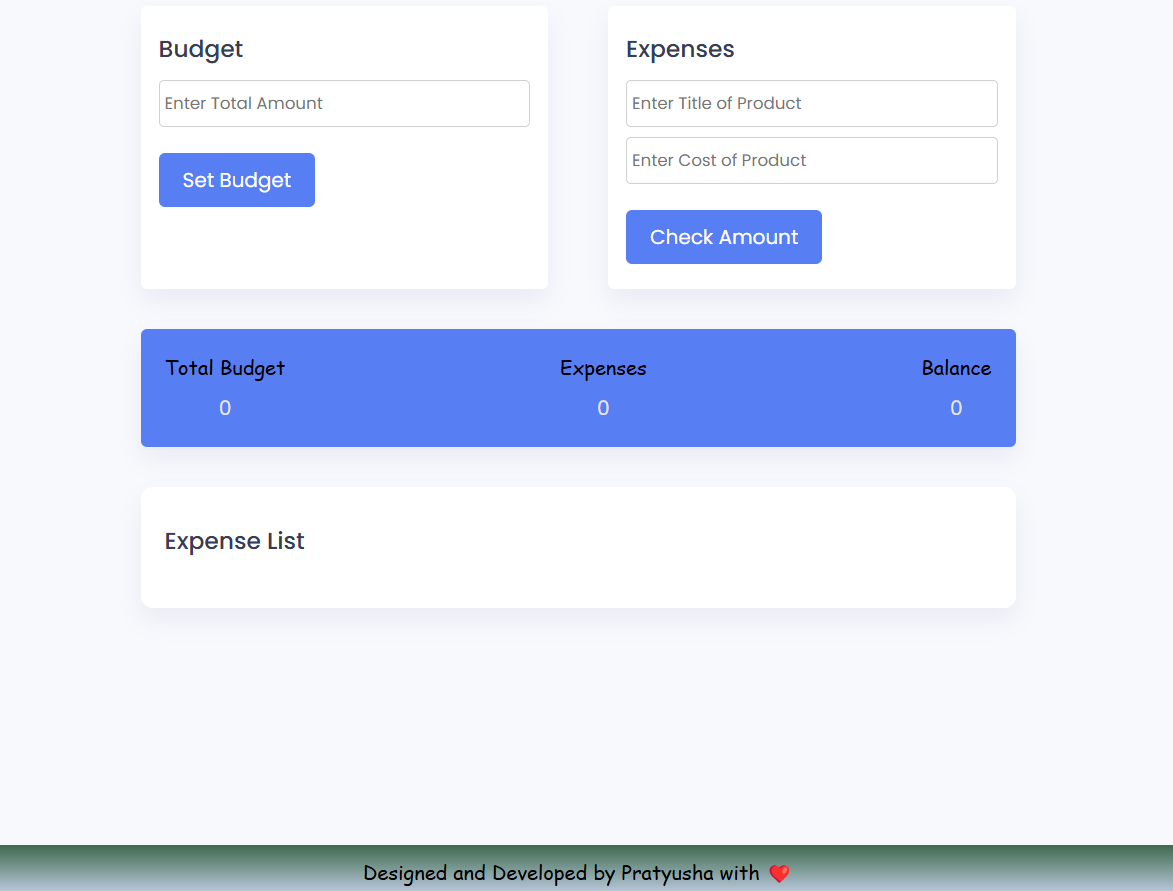 Budget
Enter Total Amount
Set Budget
Expenses
Enter Title of Product
Enter Cost of Product
Check Amount
Total Budget
0
Expenses
0
Balance
0
Expense List
Designed and Developed by Pratyusha with ❤️